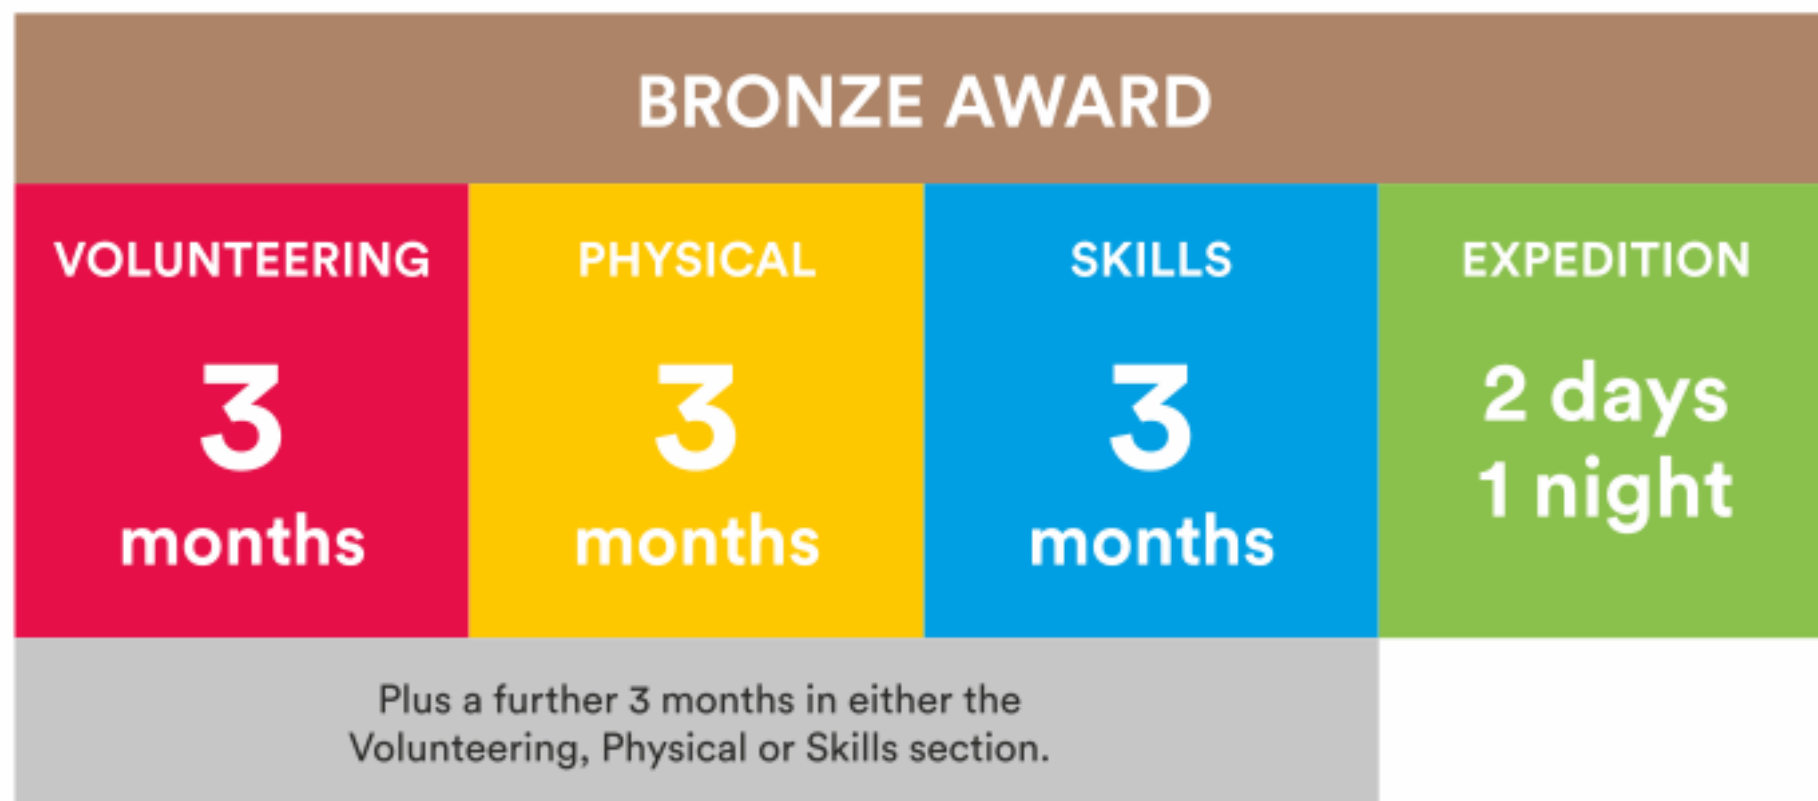 BRONZE AWARD
VOLUNTEERING
3
months
PHYSICAL
3
months
SKILLS
3
months
EXPEDITION
2 days
1 night
Plus a further 3 months in either the
Volunteering, Physical or Skills section.